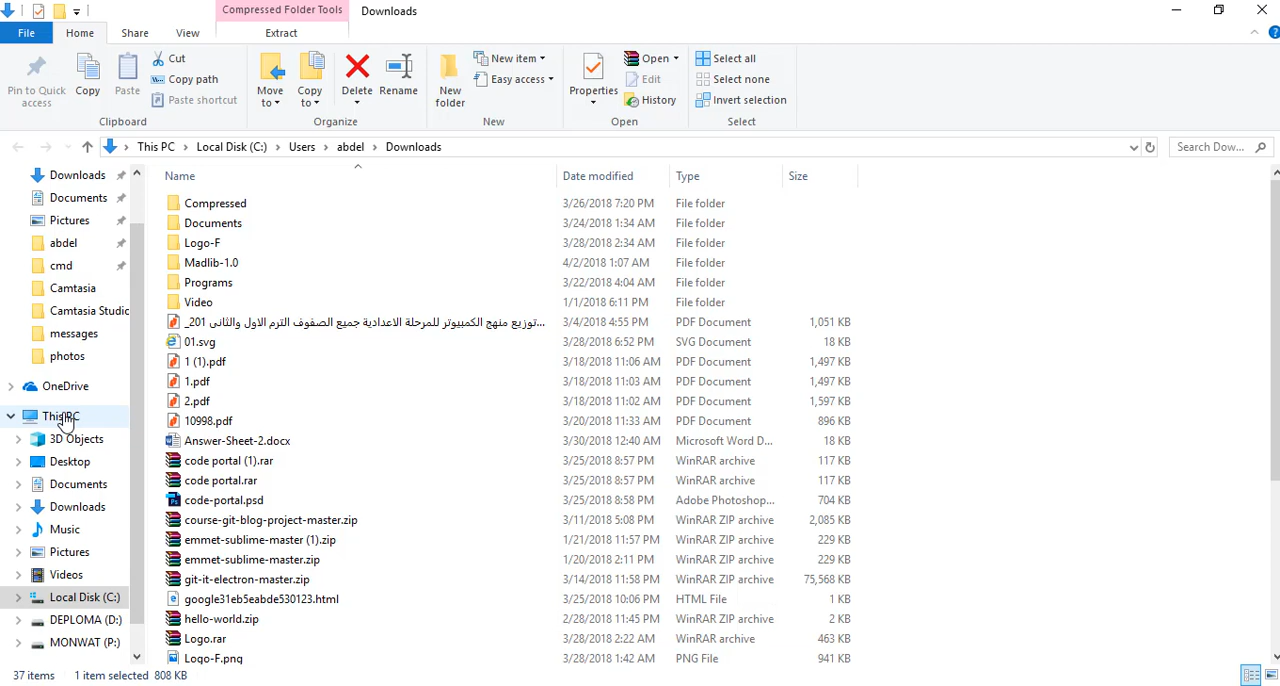 Compressed Folder Tools
Downloads
File
Home
Share
View
Extract
Pin to Quick access
Copy
Paste
Cut
Copy path
Paste shortcut
Clipboard
Move to
Copy to
Delete
Rename
Organize
New folder
New item
Easy access
New
Properties
Open
Edit
History
Open
Select all
Select none
Invert selection
Select
This PC
Local Disk (C:)
Users
abdel
Downloads
Search Dow...
Downloads
Documents
Pictures
abdel
cmd
Camtasia
Camtasia Studic
messages
photos
OneDrive
This PC
3D Objects
Desktop
Documents
Downloads
Music
Pictures
Videos
Local Disk (C:)
DEPLOMA (D:)
MONWAT (P:)
Name Date modified Type Size
Compressed 3/26/2018 7:20 PM File folder
Documents 3/24/2018 1:34 AM File folder
Logo-F 3/28/2018 2:34 AM File folder
Madlib-1.0 4/2/2018 1:07 AM File folder
Programs 3/22/2018 4:04 AM File folder
Video 1/1/2018 6:11 PM File folder
توزيع منهج الكمبيوتر للمرحلة الاعدادية جميع الصفوف الترم الاول والثانى 201_... 3/4/2018 4:55 PM PDF Document 1,051 KB
01.svg 3/28/2018 6:52 PM SVG Document 18 KB
1 (1).pdf 3/18/2018 11:06 AM PDF Document 1,497 KB
1.pdf 3/18/2018 11:03 AM PDF Document 1,497 KB
2.pdf 3/18/2018 11:02 AM PDF Document 1,597 KB
10998.pdf 3/20/2018 11:33 AM PDF Document 896 KB
Answer-Sheet-2.docx 3/30/2018 12:40 AM Microsoft Word D... 18 KB
code portal (1).rar 3/25/2018 8:57 PM WinRAR archive 117 KB
code portal.rar 3/25/2018 8:57 PM WinRAR archive 117 KB
code-portal.psd 3/25/2018 8:58 PM Adobe Photoshop... 704 KB
course-git-blog-project-master.zip 3/11/2018 5:08 PM WinRAR ZIP archive 2,085 KB
emmet-sublime-master (1).zip 1/21/2018 11:57 PM WinRAR ZIP archive 229 KB
emmet-sublime-master.zip 1/20/2018 2:11 PM WinRAR ZIP archive 229 KB
git-it-electron-master.zip 3/14/2018 11:58 PM WinRAR ZIP archive 75,568 KB
google31eb5eabde530123.html 3/25/2018 10:06 PM HTML File 1 KB
hello-world.zip 2/28/2018 11:45 PM WinRAR ZIP archive 2 KB
Logo.rar 3/28/2018 2:22 AM WinRAR archive 463 KB
Logo-F.png 3/28/2018 1:42 AM PNG File 941 KB
37 items 1 item selected 808 KB